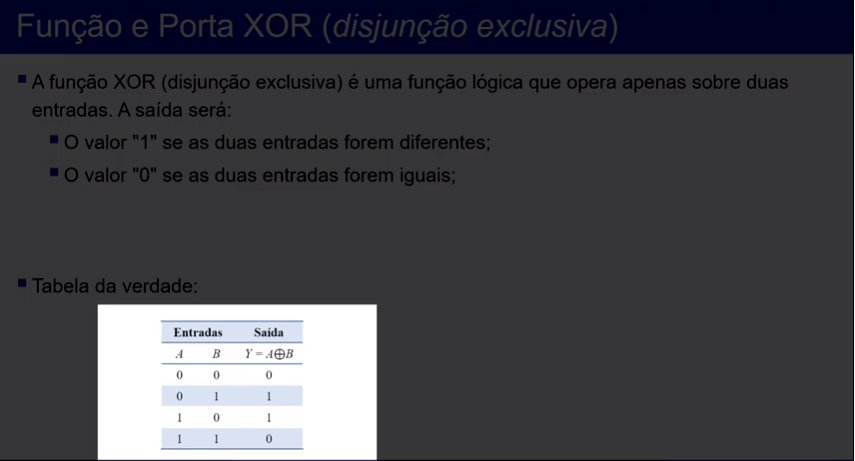 Função e Porta XOR (disjunção exclusiva)
A função XOR (disjunção exclusiva) é uma função lógica que opera apenas sobre duas
entradas. A saída será:
O valor "1" se as duas entradas forem diferentes;
O valor "0" se as duas entradas forem iguais;
Tabela da verdade:
Entradas Saída
A B Y = A⊕B
0 0 0
0 1 1
1 0 1
1 1 0